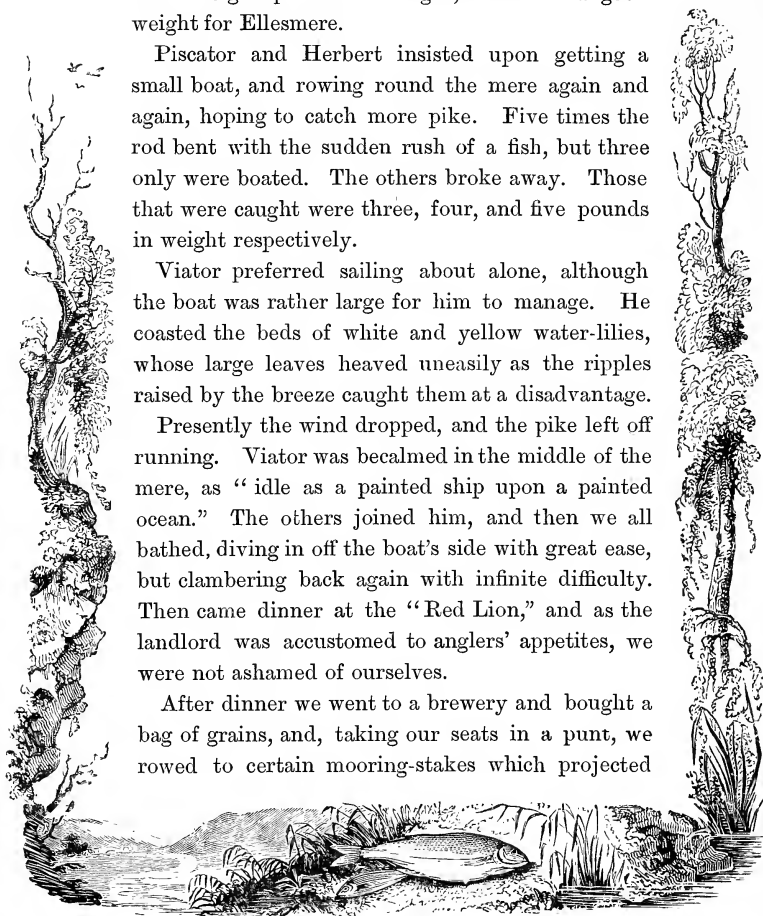 weight for Ellesmere.
Piscator and Herbert insisted upon getting a
small boat, and rowing round the mere again and
again, hoping to catch more pike. Five times the
rod bent with the sudden rush of a fish, but three
only were boated. The others broke away. Those
that were caught were three, four, and five pounds
in weight respectively.
Viator preferred sailing about alone, although
the boat was rather large for him to manage. He
coasted the beds of white and yellow water-lilies,
whose large leaves heaved uneasily as the ripples
raised by the breeze caught them at a disadvantage.
Presently the wind dropped, and the pike left off
running. Viator was becalmed in the middle of the
mere, as “ idle as a painted ship upon a painted
ocean.” The others joined him, and then we all
bathed, diving in off the boat’s side with great ease,
but clambering back again with infinite difficulty.
Then came dinner at the “Red Lion,” and as the
landlord was accustomed to anglers’ appetites, we
were not ashamed of ourselves.
After dinner we went to a brewery and bought a
bag of grains, and, taking our seats in a punt, we
rowed to certain mooring-stakes which projected